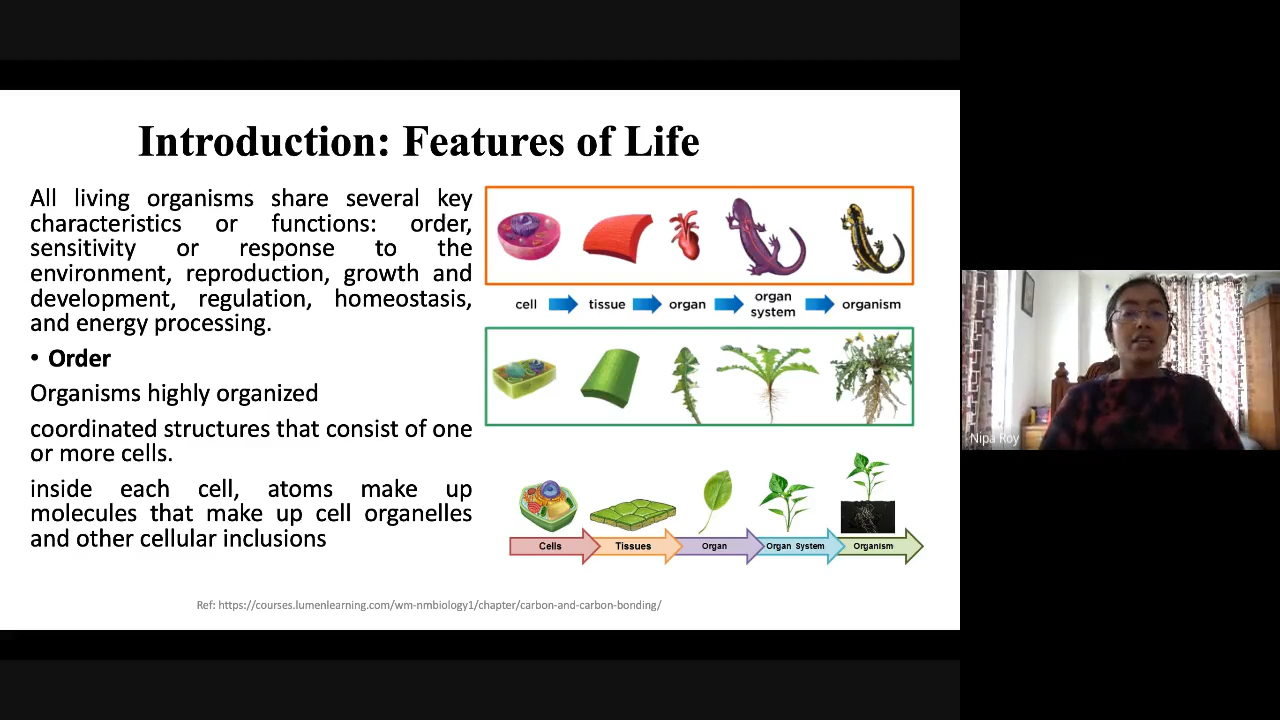 Introduction: Features of Life
All living organisms share several key
characteristics or functions: order,
sensitivity or response to the
environment, reproduction, growth and
development, regulation, homeostasis,
and energy processing.
• Order
Organisms highly organized
coordinated structures that consist of one
or more cells.
inside each cell, atoms make up
molecules that make up cell organelles
and other cellular inclusions
cell tissue organ organ system organism
Cells Tissues Organ Organ System Organism
Ref: https://courses.lumenlearning.com/wm-nmbiology1/chapter/carbon-and-carbon-bonding/
Nipa Roy